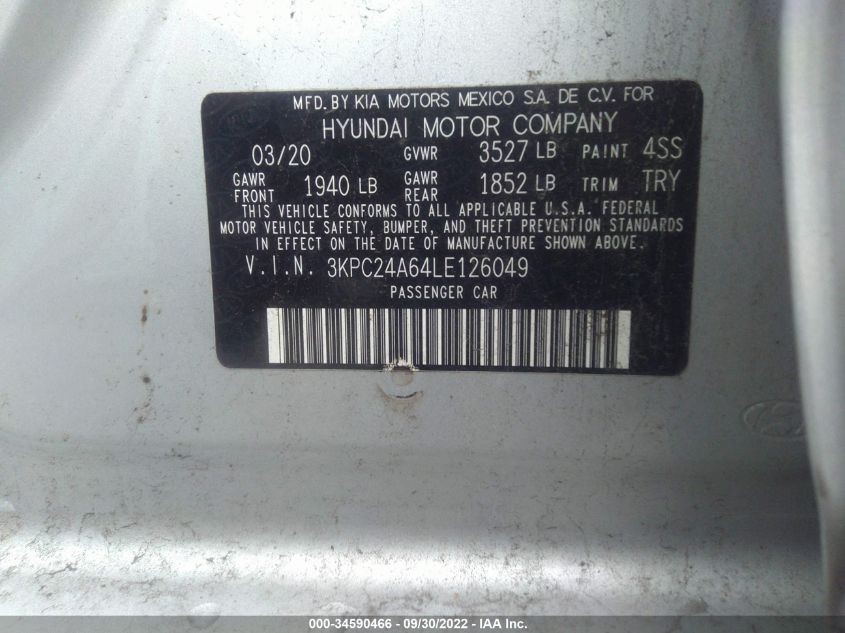 MFD. BY KIA MOTORS MEXICO S.A. DE C.V. FOR
HYUNDAI MOTOR COMPANY
03/20 GVWR 3527 LB PAINT 4SS
GAWR FRONT 1940 LB GAWR REAR 1852 LB TRIM TRY
THIS VEHICLE CONFORMS TO ALL APPLICABLE U.S.A. FEDERAL
MOTOR VEHICLE SAFETY, BUMPER, AND THEFT PREVENTION STANDARDS
IN EFFECT ON THE DATE OF MANUFACTURE SHOWN ABOVE.
V.I.N. 3KPC24A64LE126049
PASSENGER CAR
000-34590466 - 09/30/2022 - IAA Inc.